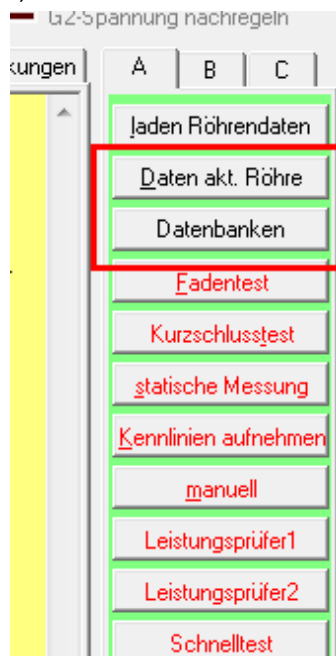 G2-Spannung nachregeln
kungen
A
B
C
laden Röhrendaten
Daten akt. Röhre
Datenbanken
Fadentest
Kurzschlusstest
statische Messung
Kennlinien aufnehmen
manuell
Leistungsprüfer1
Leistungsprüfer2
Schnelltest